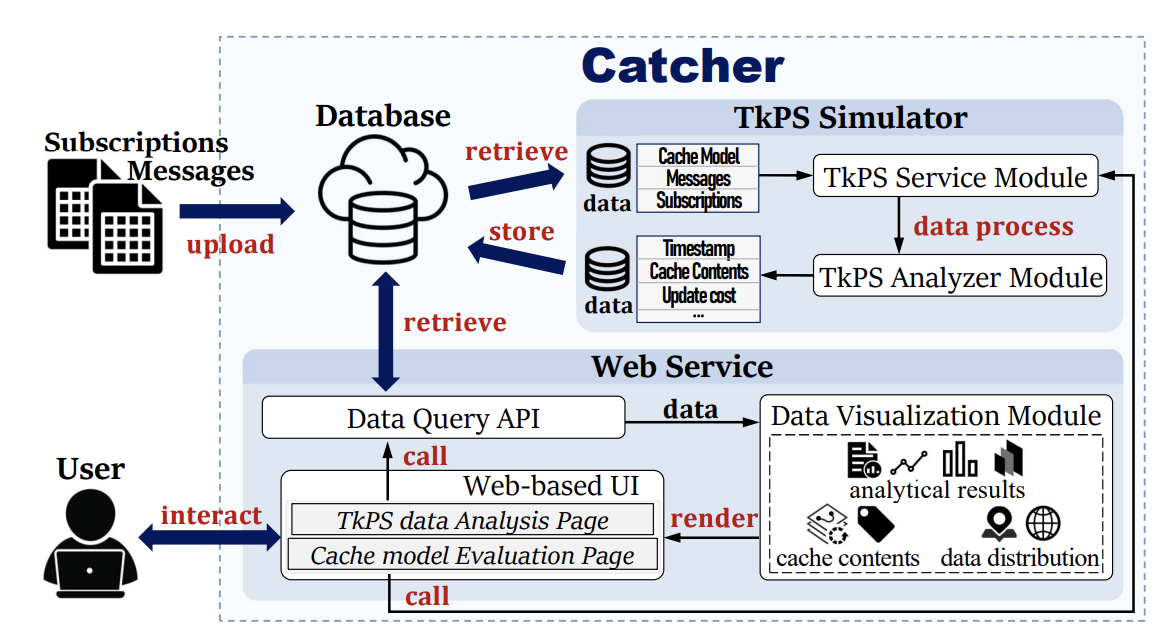 Catcher
Subscriptions
Messages
upload
Database
retrieve
store
retrieve
TkPS Simulator
data
Cache Model
Messages
Subscriptions
TkPS Service Module
data process
data
Timestamp
Cache Contents
Update cost
...
TkPS Analyzer Module
Web Service
Data Query API
data
Data Visualization Module
analytical results
cache contents
data distribution
call
Web-based UI
TkPS data Analysis Page
Cache model Evaluation Page
render
User
interact
call